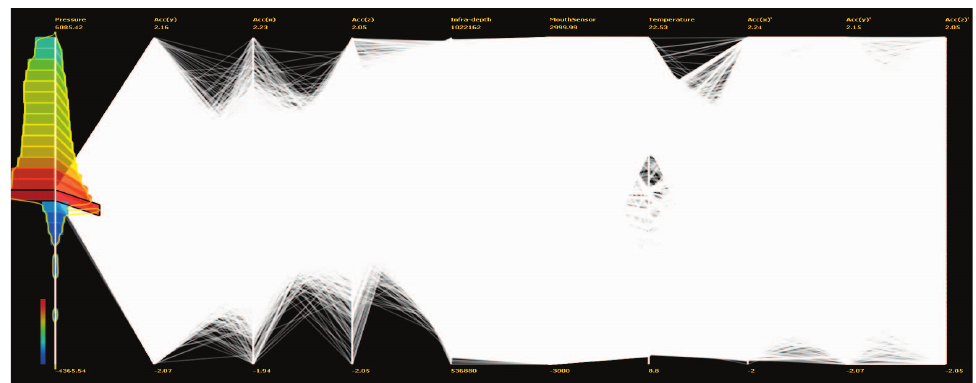 Pressure Acc(y) Acc(x) Acc(z) Infra-depth MouthSensor Temperature Acc(x)' Acc(y)' Acc(z)'
6085.42 2.16 2.23 2.05 1022162 2999.99 22.53 2.24 2.15 2.05
-4365.54 -2.07 -1.94 -2.05 536880 -3000 8.8 -2 -2.07 -2.05